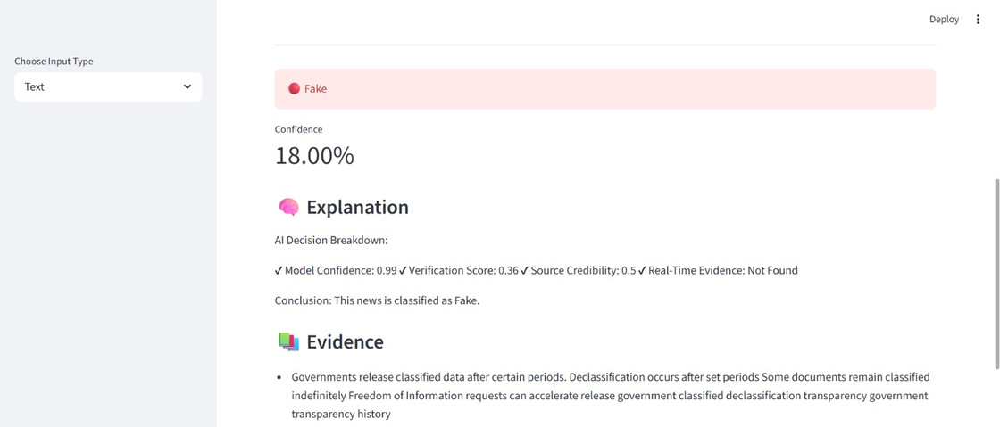 Deploy
Choose Input Type
Text
Fake
Confidence
18.00%
Explanation
AI Decision Breakdown:
✓ Model Confidence: 0.99 ✓ Verification Score: 0.36 ✓ Source Credibility: 0.5 ✓ Real-Time Evidence: Not Found
Conclusion: This news is classified as Fake.
Evidence
• Governments release classified data after certain periods. Declassification occurs after set periods Some documents remain classified
indefinitely Freedom of Information requests can accelerate release government classified declassification transparency government
transparency history